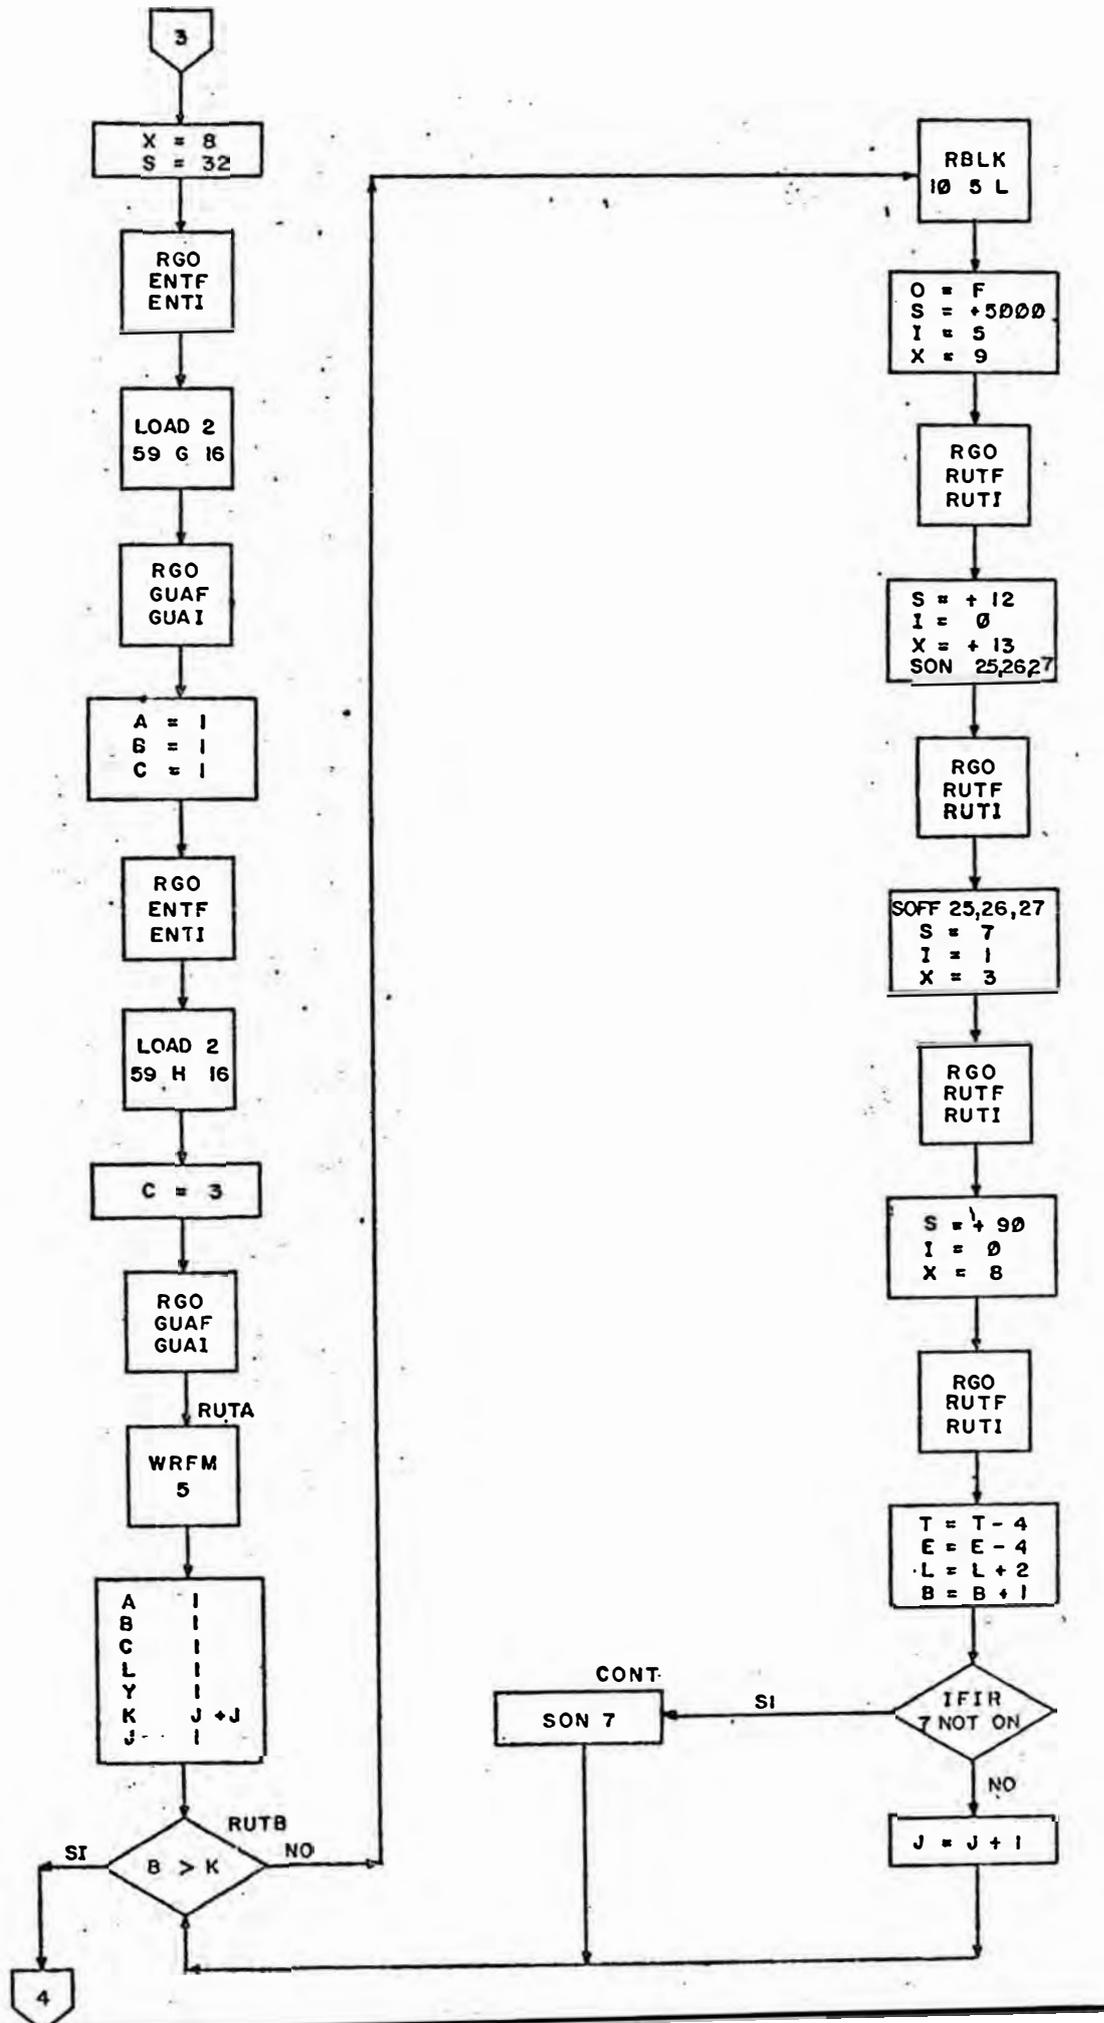 3
X = 8
S = 32
RGO
ENTF
ENTI
LOAD 2
59 G 16
RGO
GUAF
GUAI
A = 1
B = 1
C = 1
RGO
ENTF
ENTI
LOAD 2
59 H 16
C = 3
RGO
GUAF
GUAI
RUTA
WRFM
5
A 1
B 1
C 1
L 1
Y 1
K J + J
J 1
RUTB
B > K
SI
NO
4
RBLK
10 5 L
O = F
S = +5000
I = 5
X = 9
RGO
RUTF
RUTI
S = + 12
I = Ø
X = + 13
SON 25,26,27
RGO
RUTF
RUTI
SOFF 25,26,27
S = 7
I = 1
X = 3
RGO
RUTF
RUTI
S = + 9Ø
I = Ø
X = 8
RGO
RUTF
RUTI
T = T - 4
E = E - 4
L = L + 2
B = B + 1
IFIR
7 NOT ON
SI
CONT
SON 7
NO
J = J + 1